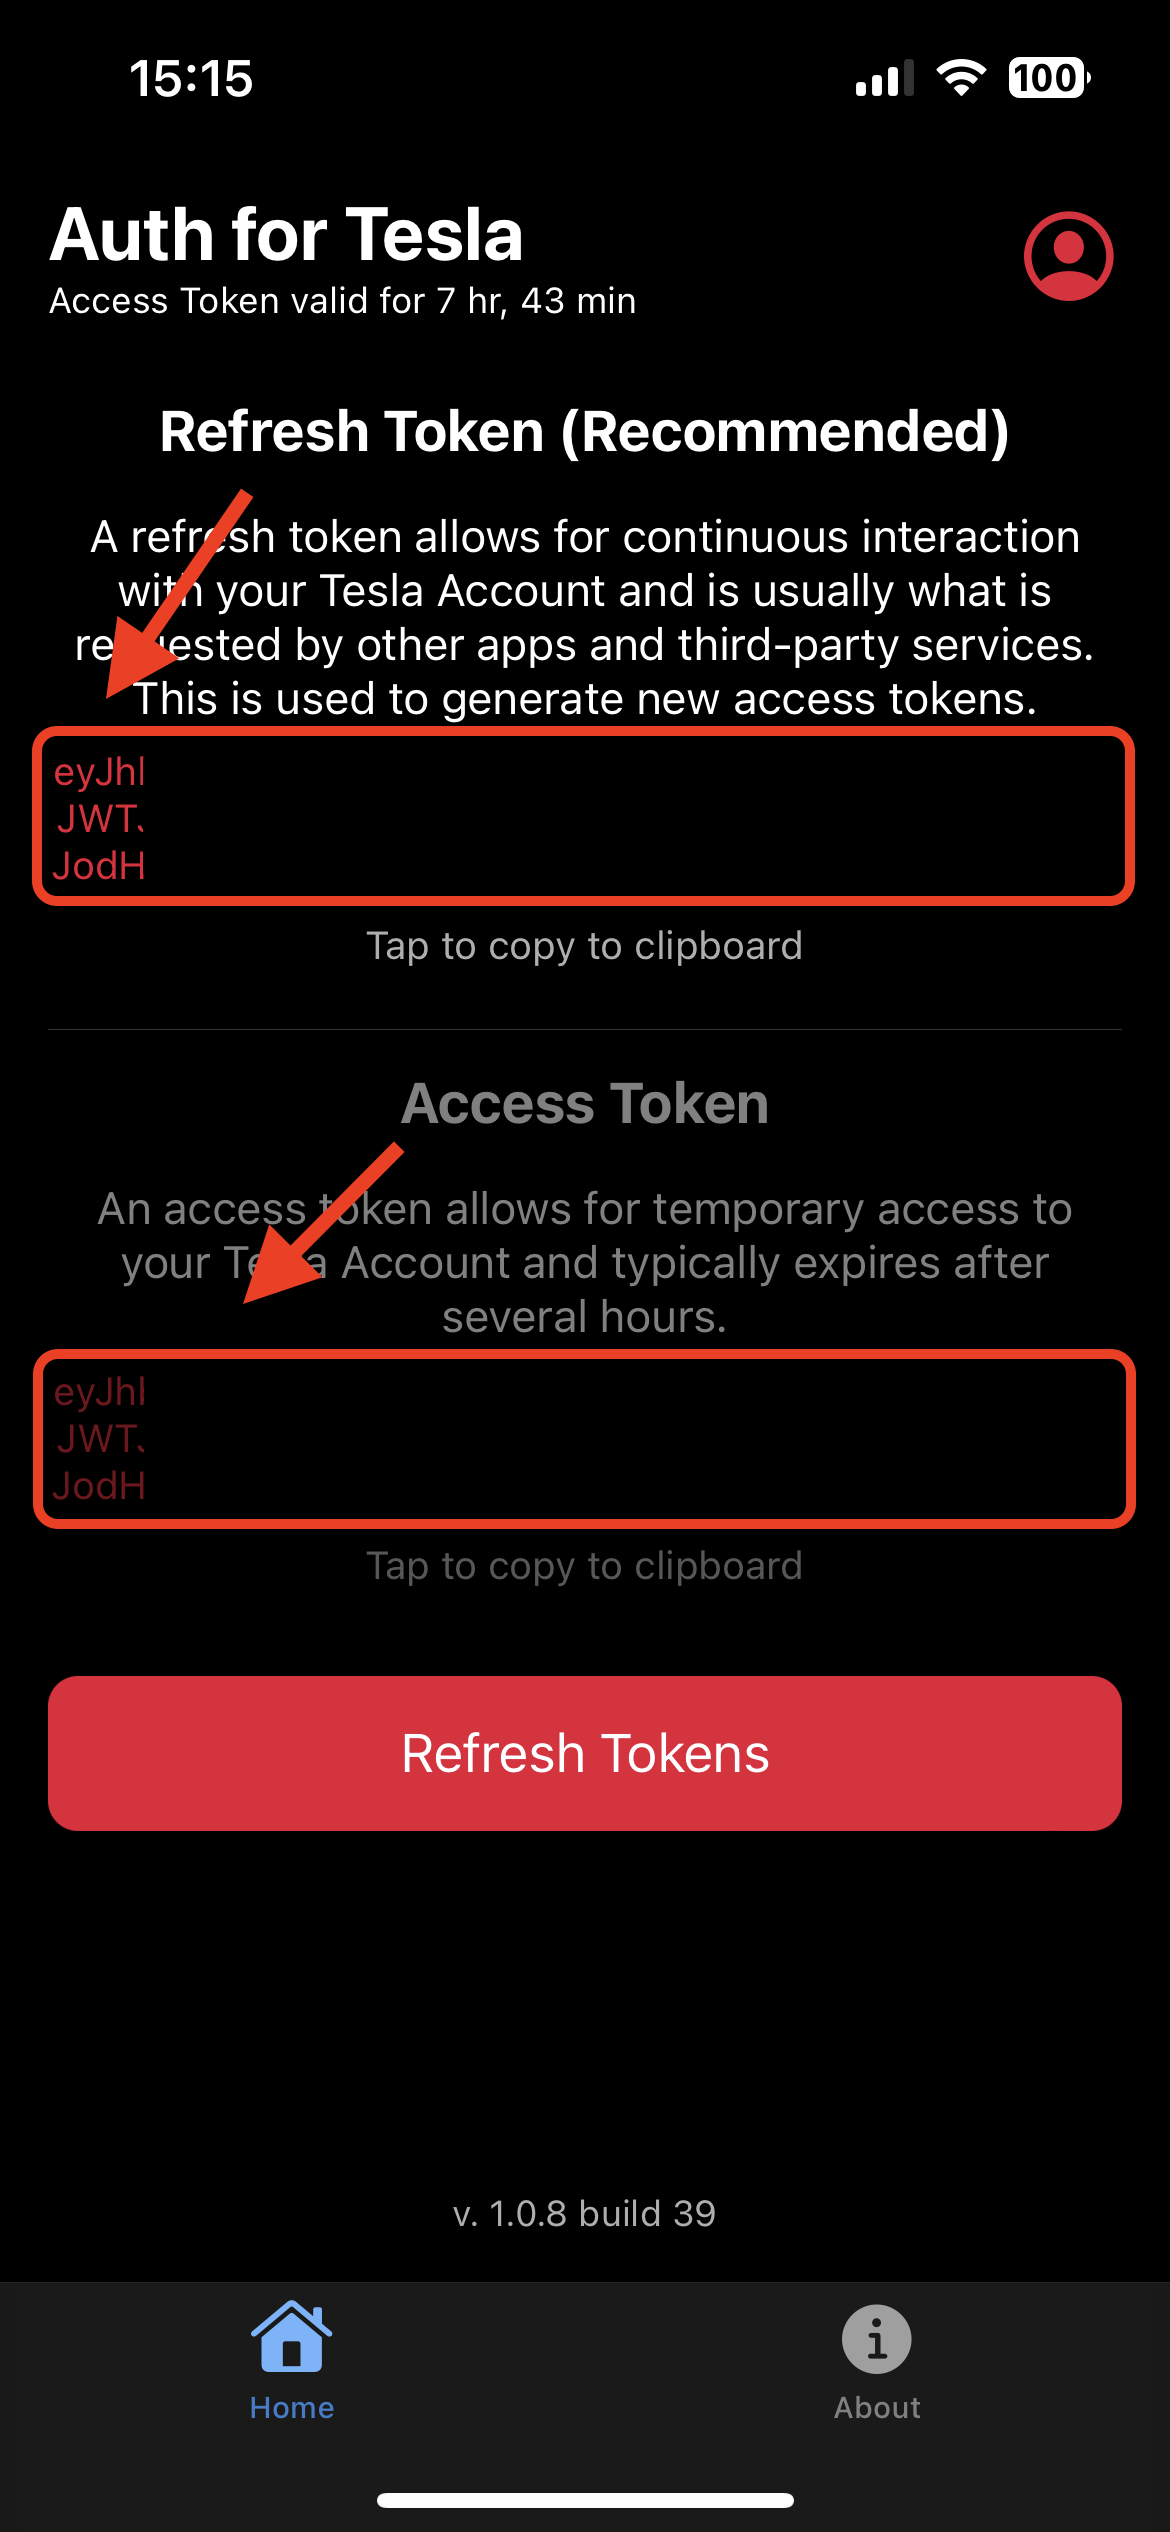 15:15
100
Auth for Tesla
Access Token valid for 7 hr, 43 min
Refresh Token (Recommended)
A refresh token allows for continuous interaction
with your Tesla Account and is usually what is
requested by other apps and third-party services.
This is used to generate new access tokens.
eyJhl
JWT
JodH
Tap to copy to clipboard
Access Token
An access token allows for temporary access to
your Tesla Account and typically expires after
several hours.
eyJh
JWT
JodH
Tap to copy to clipboard
Refresh Tokens
v. 1.0.8 build 39
Home
About